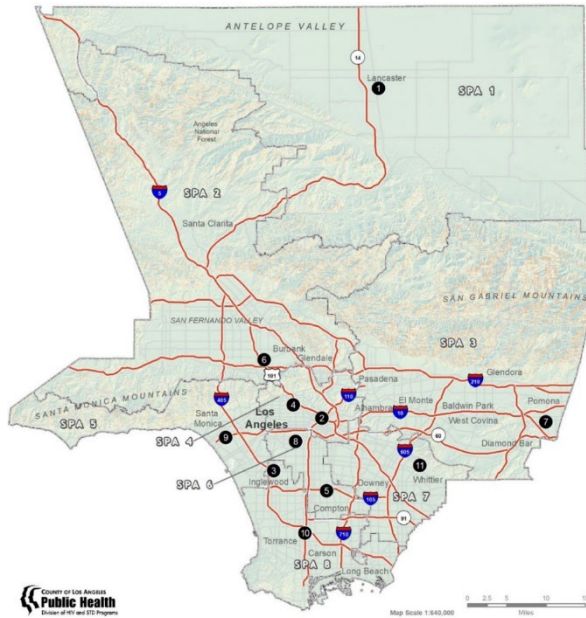 ANTELOPE VALLEY
14
Lancaster
1
SPA 1
Angeles
National
Forest
5
SPA 2
Santa Clarita
SAN GABRIEL MOUNTAINS
SAN FERNANDO VALLEY
SPA 3
Burbank
6
Glendale
101
Pasadena
210
Glendora
SANTA MONICA MOUNTAINS
405
110
SPA 5
Santa
Monica
4
Los
Angeles
2
Alhambra
El Monte
10
Baldwin Park
West Covina
Pomona
7
SPA 4
9
8
60
Diamond Bar
605
SPA 6
3
Inglewood
11
Whittier
Downey
5
105
SPA 7
Compton
91
10
Torrance
710
Carson
SPA 8
Long Beach
COUNTY OF LOS ANGELES
Public Health
Division of HIV and STD Programs
Map Scale 1:640,000
0 2.5 5 10
Miles